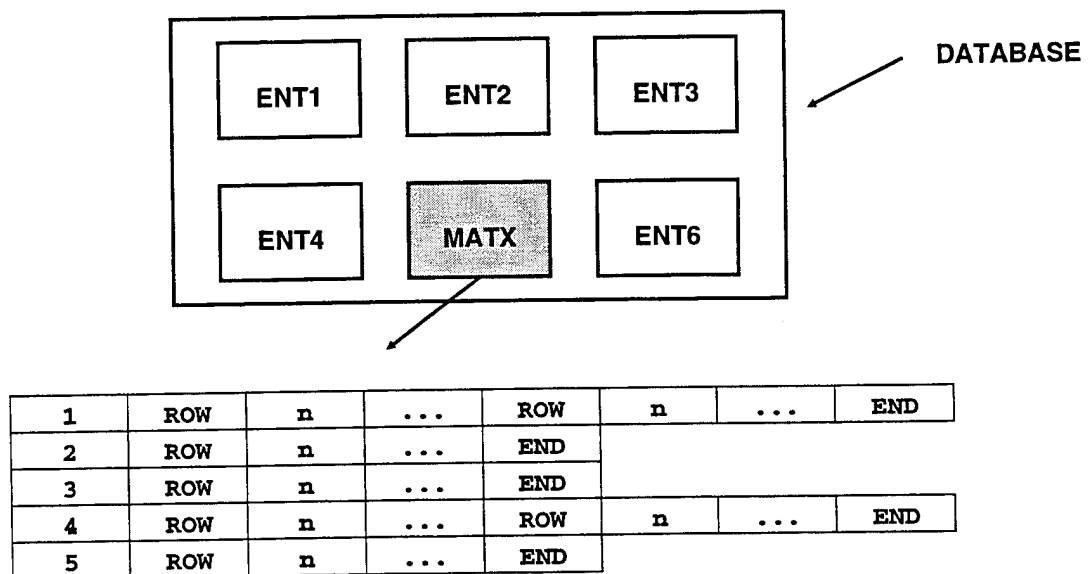 DATABASE
ENT1 ENT2 ENT3
ENT4 MATX ENT6
1 ROW n ... ROW n ... END
2 ROW n ... END
3 ROW n ... END
4 ROW n ... ROW n ... END
5 ROW n ... END